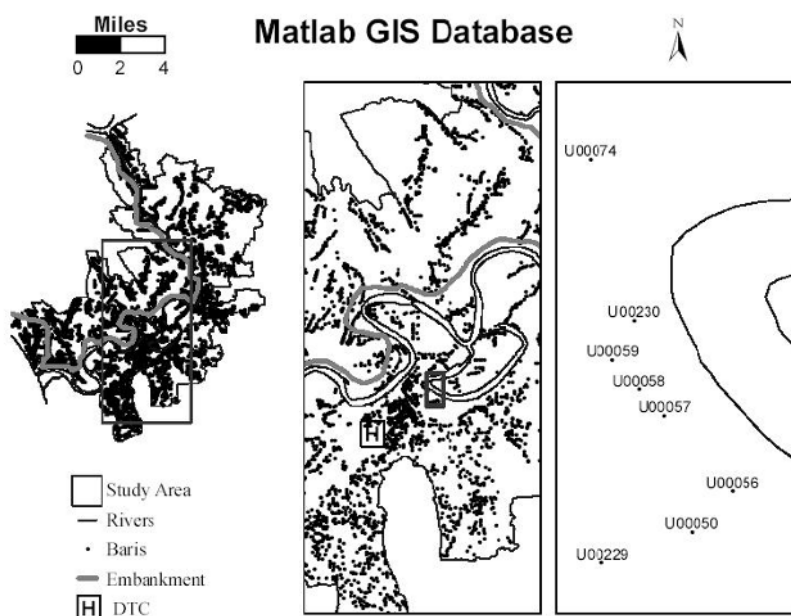 Miles
0 2 4
Matlab GIS Database
N
U00074
U00230
U00059
U00058
U00057
U00056
U00050
U00229
Study Area
Rivers
Baris
Embankment
H DTC
H